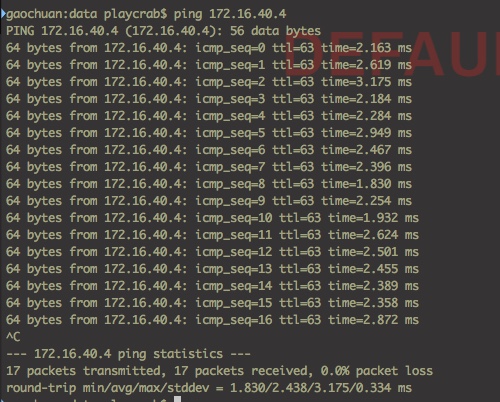 gaochuan:data playcrab$ ping 172.16.40.4
PING 172.16.40.4 (172.16.40.4): 56 data bytes
64 bytes from 172.16.40.4: icmp_seq=0 ttl=63 time=2.163 ms
64 bytes from 172.16.40.4: icmp_seq=1 ttl=63 time=2.619 ms
64 bytes from 172.16.40.4: icmp_seq=2 ttl=63 time=3.175 ms
64 bytes from 172.16.40.4: icmp_seq=3 ttl=63 time=2.184 ms
64 bytes from 172.16.40.4: icmp_seq=4 ttl=63 time=2.284 ms
64 bytes from 172.16.40.4: icmp_seq=5 ttl=63 time=2.949 ms
64 bytes from 172.16.40.4: icmp_seq=6 ttl=63 time=2.467 ms
64 bytes from 172.16.40.4: icmp_seq=7 ttl=63 time=2.396 ms
64 bytes from 172.16.40.4: icmp_seq=8 ttl=63 time=1.830 ms
64 bytes from 172.16.40.4: icmp_seq=9 ttl=63 time=2.254 ms
64 bytes from 172.16.40.4: icmp_seq=10 ttl=63 time=1.932 ms
64 bytes from 172.16.40.4: icmp_seq=11 ttl=63 time=2.624 ms
64 bytes from 172.16.40.4: icmp_seq=12 ttl=63 time=2.501 ms
64 bytes from 172.16.40.4: icmp_seq=13 ttl=63 time=2.455 ms
64 bytes from 172.16.40.4: icmp_seq=14 ttl=63 time=2.389 ms
64 bytes from 172.16.40.4: icmp_seq=15 ttl=63 time=2.358 ms
64 bytes from 172.16.40.4: icmp_seq=16 ttl=63 time=2.872 ms
^C
--- 172.16.40.4 ping statistics ---
17 packets transmitted, 17 packets received, 0.0% packet loss
round-trip min/avg/max/stddev = 1.830/2.438/3.175/0.334 ms
DEFAU